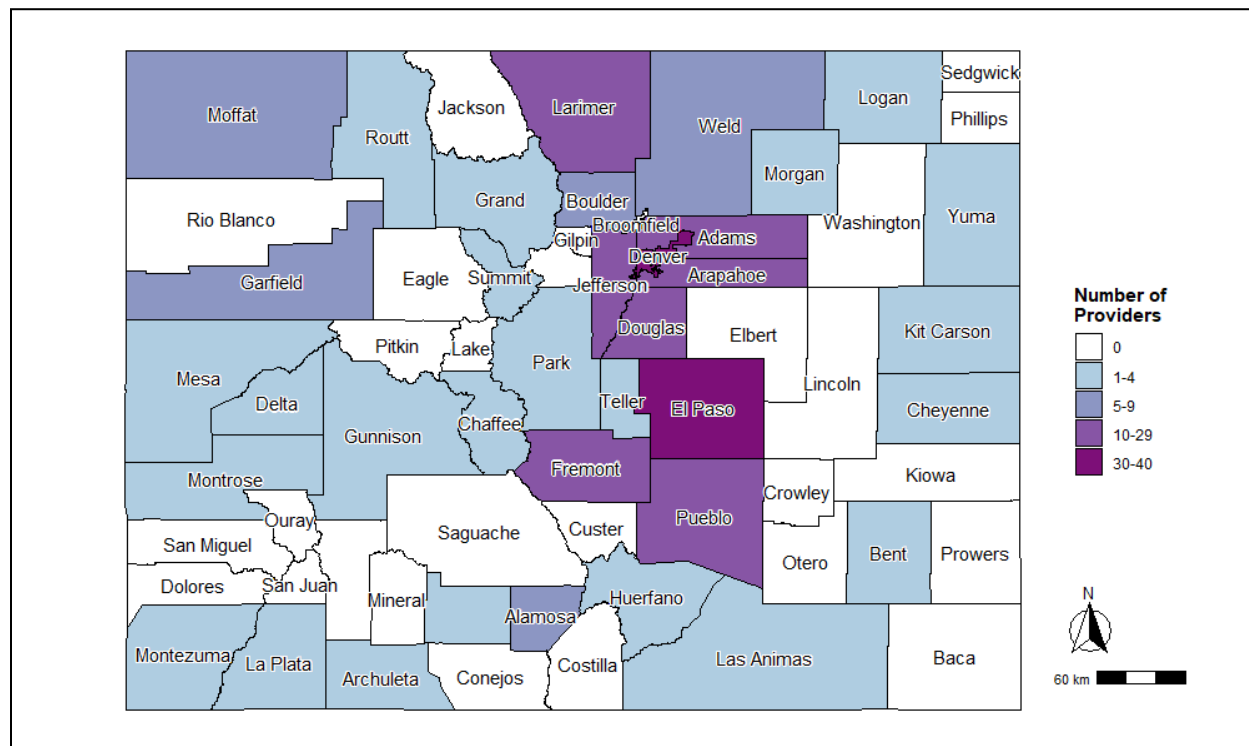 Sedgwick
Logan
Jackson
Larimer
Moffat
Phillips
Weld
Routt
Morgan
Grand
Boulder
Yuma
Rio Blanco
Washington
Broomfield
Gilpin
Adams
Denver
Arapahoe
Eagle
Summit
Garfield
Jefferson
Number of
Providers
0
1-4
5-9
10-29
30-40
Douglas
Elbert
Kit Carson
Pitkin
Lake
Park
Mesa
Lincoln
Delta
Teller
El Paso
Cheyenne
Chaffee
Gunnison
Fremont
Kiowa
Montrose
Crowley
Ouray
Pueblo
Saguache
Custer
San Miguel
Otero
Bent
Prowers
Dolores
San Juan
Mineral
Huerfano
Alamosa
N
Montezuma
La Plata
Costilla
Las Animas
Baca
Archuleta
Conejos
60 km